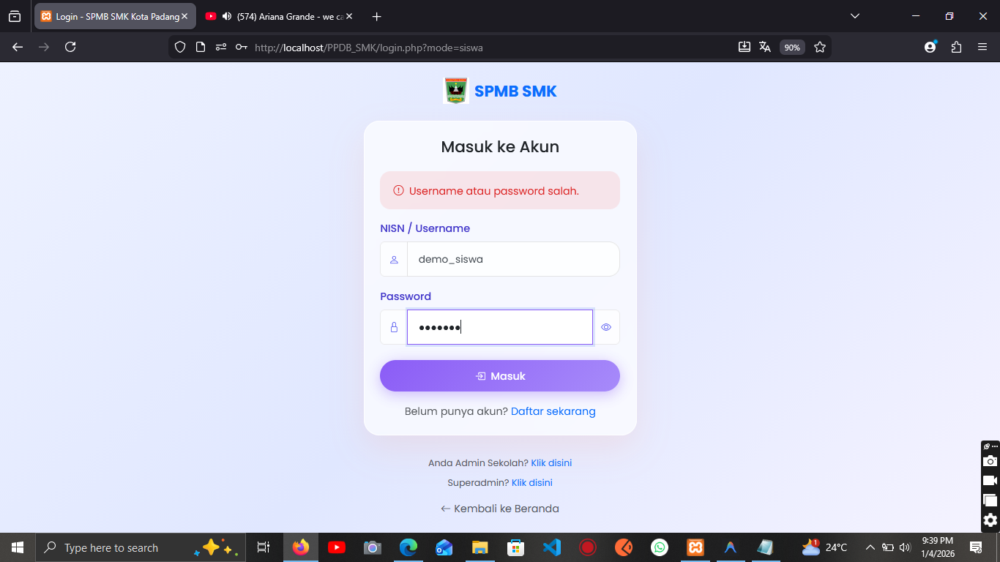 Login - SPMB SMK Kota Padang
(574) Ariana Grande - we ca
http://localhost/PPDB_SMK/login.php?mode=siswa
90%
SPMB SMK
Masuk ke Akun
Username atau password salah.
NISN / Username
demo_siswa
Password
Masuk
Belum punya akun? Daftar sekarang
Anda Admin Sekolah? Klik disini
Superadmin? Klik disini
← Kembali ke Beranda
Type here to search
1
24°C
9:39 PM
1/4/2026